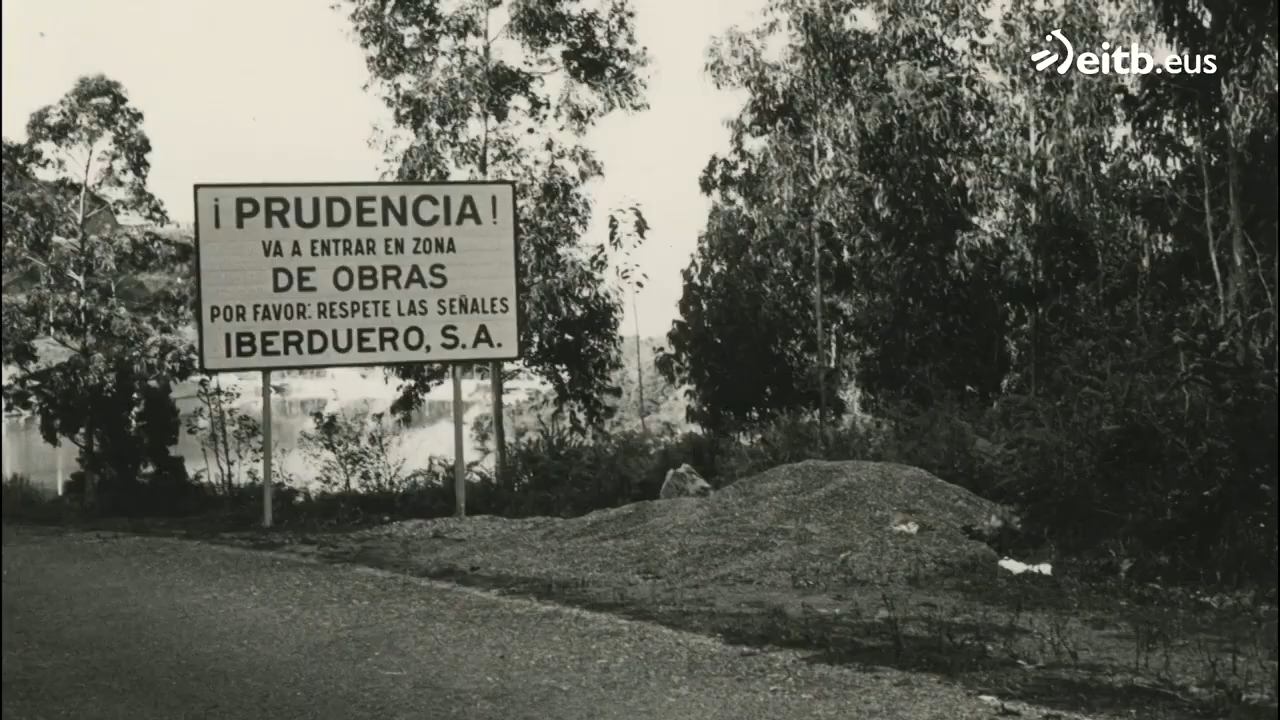 eitb.eus
¡PRUDENCIA!
VA A ENTRAR EN ZONA
DE OBRAS
POR FAVOR: RESPETE LAS SEÑALES
IBERDUERO, S.A.